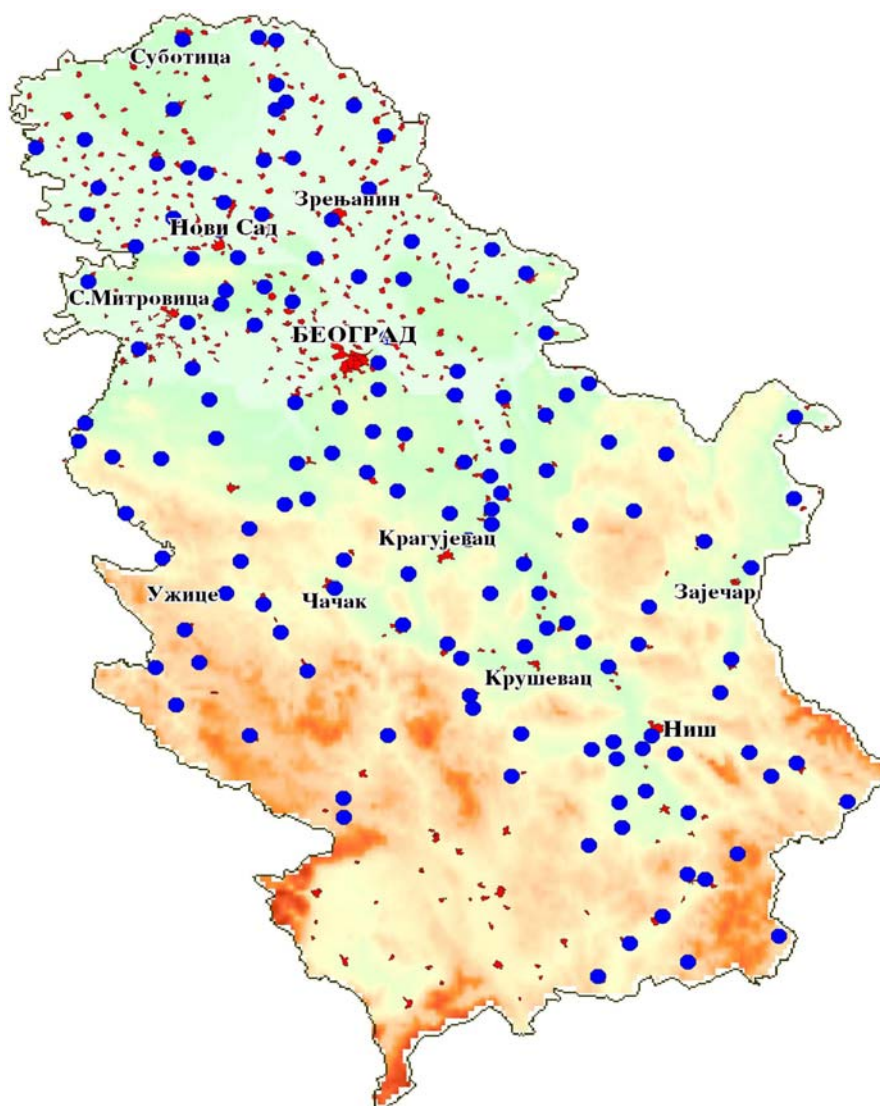 Суботица
Зрењанин
Нови Сад
С.Митровица
БЕОГРАД
Крагујевац
Ужице
Чачак
Зајечар
Крушевац
Ниш